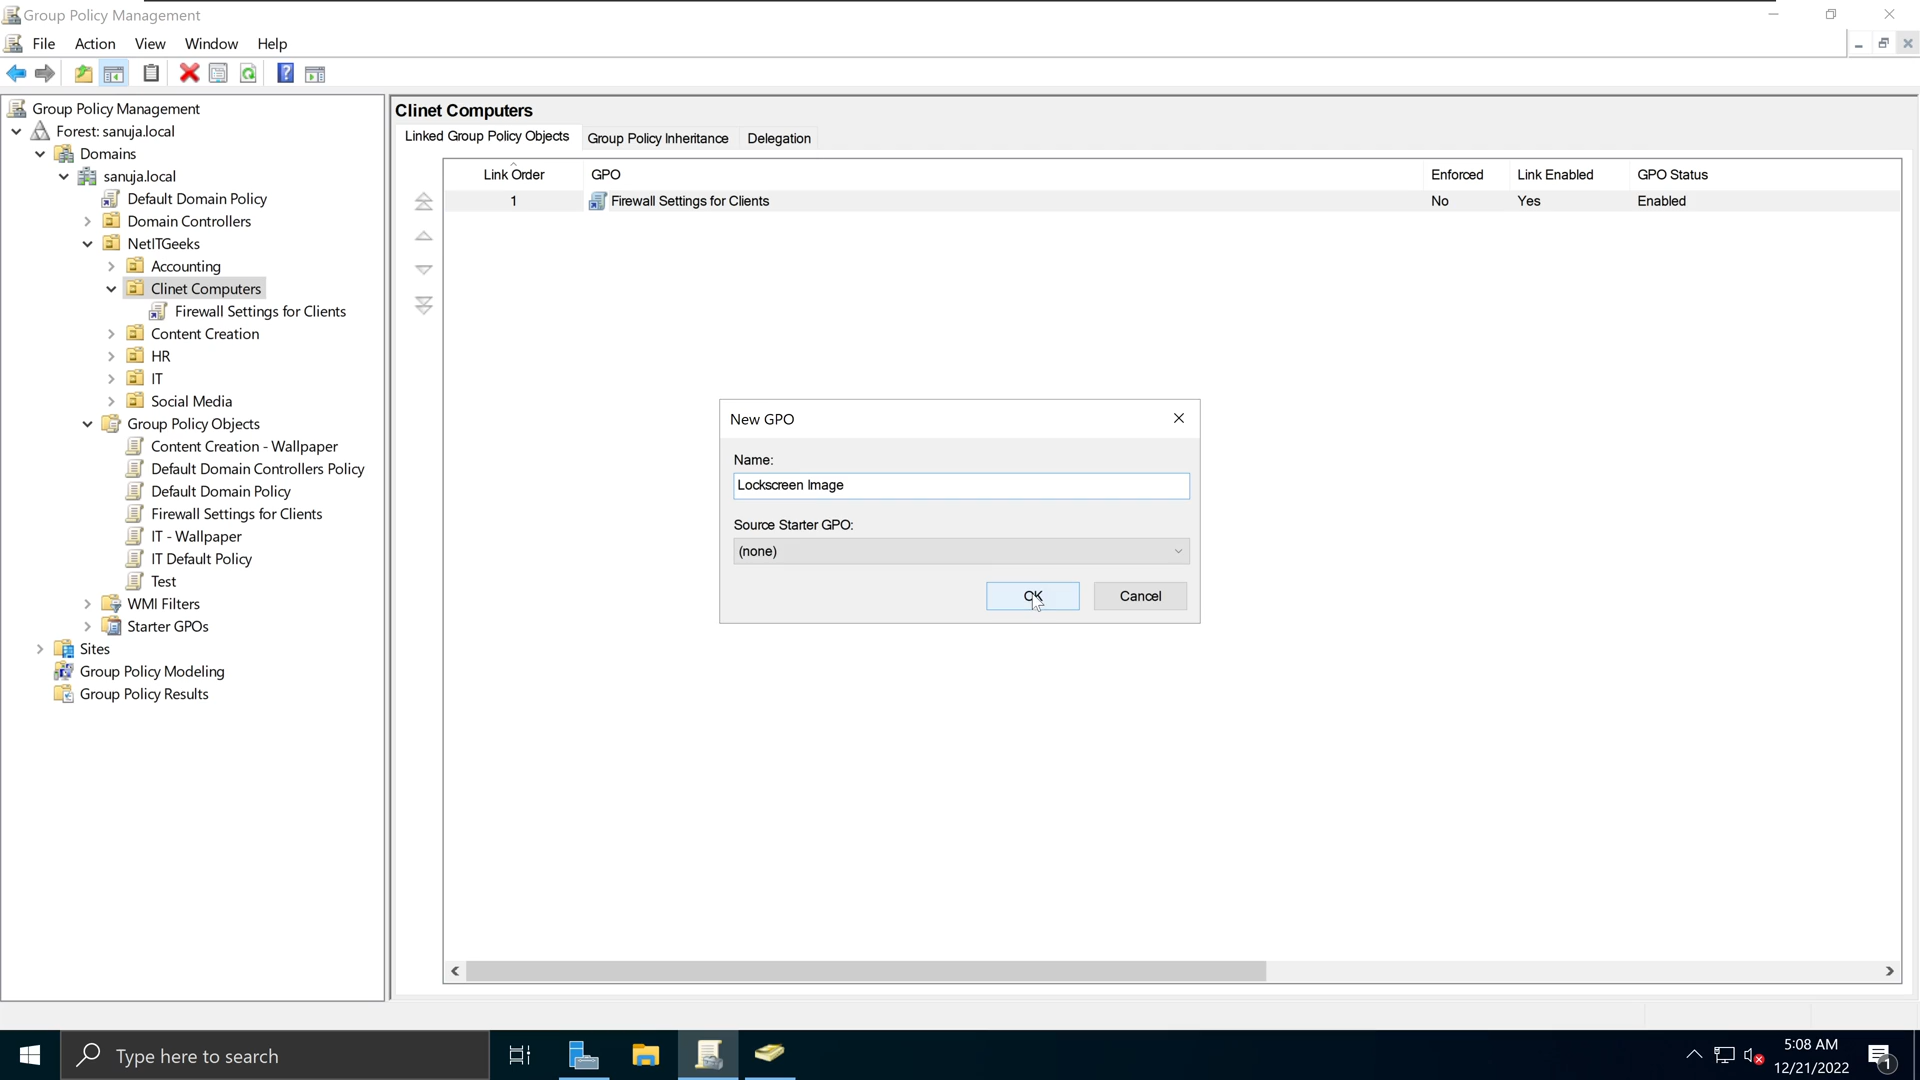 Group Policy Management
File Action View Window Help
Group Policy Management
Forest: sanuja.local
Domains
sanuja.local
Default Domain Policy
Domain Controllers
NetITGeeks
Accounting
Clinet Computers
Firewall Settings for Clients
Content Creation
HR
IT
Social Media
Group Policy Objects
Content Creation - Wallpaper
Default Domain Controllers Policy
Default Domain Policy
Firewall Settings for Clients
IT - Wallpaper
IT Default Policy
Test
WMI Filters
Starter GPOs
Sites
Group Policy Modeling
Group Policy Results
Clinet Computers
Linked Group Policy Objects Group Policy Inheritance Delegation
Link Order GPO Enforced Link Enabled GPO Status
1 Firewall Settings for Clients No Yes Enabled
New GPO
Name:
Lockscreen Image
Source Starter GPO:
(none)
OK Cancel
Type here to search
5:08 AM
12/21/2022
1